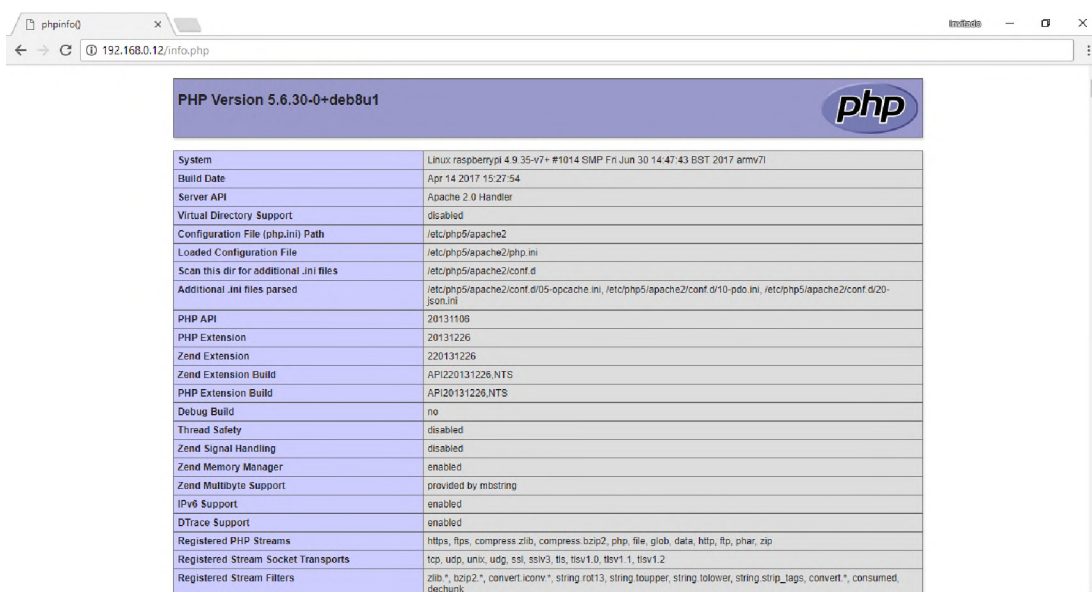 phpinfo()
Invitado
192.168.0.12/info.php
PHP Version 5.6.30-0+deb8u1
php
System Linux raspberrypi 4.9.35-v7+ #1014 SMP Fri Jun 30 14:47:43 BST 2017 armv7l
Build Date Apr 14 2017 15:27:54
Server API Apache 2.0 Handler
Virtual Directory Support disabled
Configuration File (php.ini) Path /etc/php5/apache2
Loaded Configuration File /etc/php5/apache2/php.ini
Scan this dir for additional .ini files /etc/php5/apache2/conf.d
Additional .ini files parsed /etc/php5/apache2/conf.d/05-opcache.ini, /etc/php5/apache2/conf.d/10-pdo.ini, /etc/php5/apache2/conf.d/20-
json.ini
PHP API 20131106
PHP Extension 20131226
Zend Extension 220131226
Zend Extension Build API220131226,NTS
PHP Extension Build API20131226,NTS
Debug Build no
Thread Safety disabled
Zend Signal Handling disabled
Zend Memory Manager enabled
Zend Multibyte Support provided by mbstring
IPv6 Support enabled
DTrace Support enabled
Registered PHP Streams https, ftps, compress.zlib, compress.bzip2, php, file, glob, data, http, ftp, phar, zip
Registered Stream Socket Transports tcp, udp, unix, udg, ssl, sslv3, tls, tlsv1.0, tlsv1.1, tlsv1.2
Registered Stream Filters zlib.*, bzip2.*, convert.iconv.*, string.rot13, string.toupper, string.tolower, string.strip_tags, convert.*, consumed,
dechunk